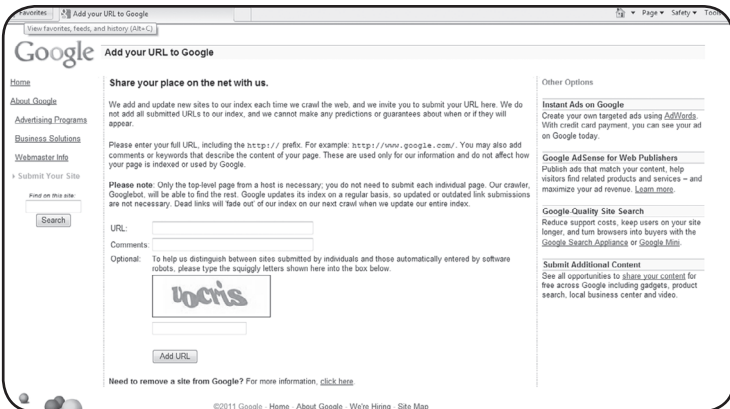 Favorites Add your URL to Google Page Safety Tools
View favorites, feeds, and history (Alt+C)
Google Add your URL to Google
Home
About Google
Advertising Programs
Business Solutions
Webmaster Info
Submit Your Site
Find on this site:
Search
Share your place on the net with us.
We add and update new sites to our index each time we crawl the web, and we invite you to submit your URL here. We do
not add all submitted URLs to our index, and we cannot make any predictions or guarantees about when or if they will
appear.
Please enter your full URL, including the http:// prefix. For example: http://www.google.com/. You may also add
comments or keywords that describe the content of your page. These are used only for our information and do not affect how
your page is indexed or used by Google.
Please note: Only the top-level page from a host is necessary; you do not need to submit each individual page. Our crawler,
Googlebot, will be able to find the rest. Google updates its index on a regular basis, so updated or outdated link submissions
are not necessary. Dead links will 'fade out' of our index on our next crawl when we update our entire index.
URL:
Comments:
Optional: To help us distinguish between sites submitted by individuals and those automatically entered by software
robots, please type the squiggly letters shown here into the box below.
vocris
Add URL
Need to remove a site from Google? For more information, click here.
Other Options
Instant Ads on Google
Create your own targeted ads using AdWords.
With credit card payment, you can see your ad
on Google today.
Google AdSense for Web Publishers
Publish ads that match your content, help
visitors find related products and services – and
maximize your ad revenue. Learn more.
Google-Quality Site Search
Reduce support costs, keep users on your site
longer, and turn browsers into buyers with the
Google Search Appliance or Google Mini.
Submit Additional Content
See all opportunities to share your content for
free across Google including gadgets, product
search, local business center and video.
©2011 Google - Home - About Google - We're Hiring - Site Map